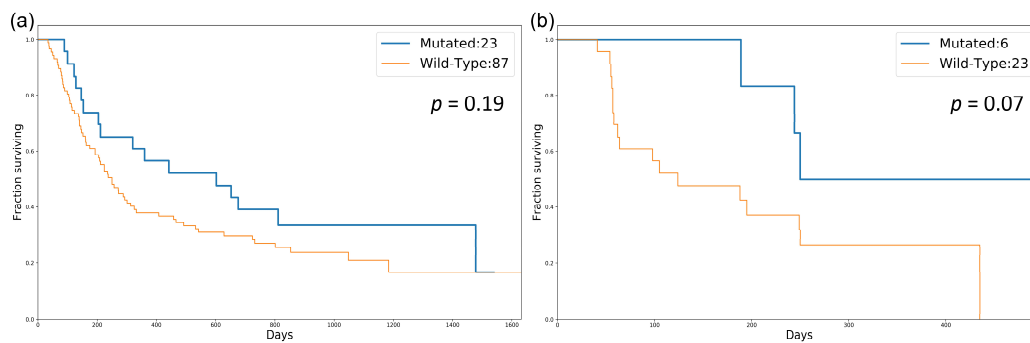 (a)
Mutated:23
Wild-Type:87
p = 0.19
Fraction surviving
1.0
0.8
0.6
0.4
0.2
0.0
0 200 400 600 800 1000 1200 1400 1600
Days
(b)
Mutated:6
Wild-Type:23
p = 0.07
Fraction surviving
1.0
0.8
0.6
0.4
0.2
0.0
0 100 200 300 400
Days